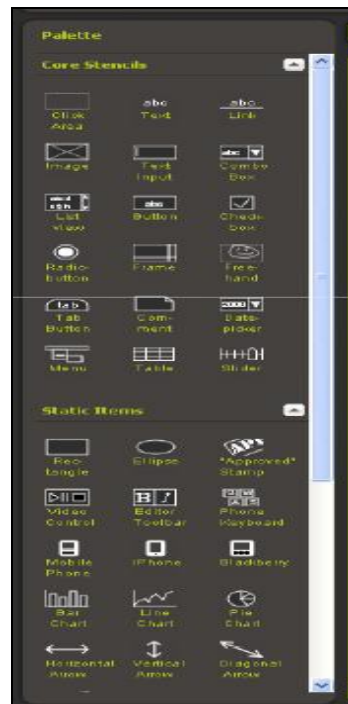 Palette
Core Stencils
Click Area
abc Text
abc Link
Image
Text Input
abc Combo Box
abcd efgh List view
abc Button
Check-box
Radio-button
Frame
Free-hand
tab Tab Button
Com-ment
Date-picker
Menu
Table
Slider
Static Items
Rec-tangle
Ellipse
"Approved" Stamp
Video Control
B I Editor Toolbar
Phone Keyboard
Mobile Phone
iPhone
Blackberry
Bar Chart
Line Chart
Pie Chart
Horizontal Arrow
Vertical Arrow
Diagonal Arrow